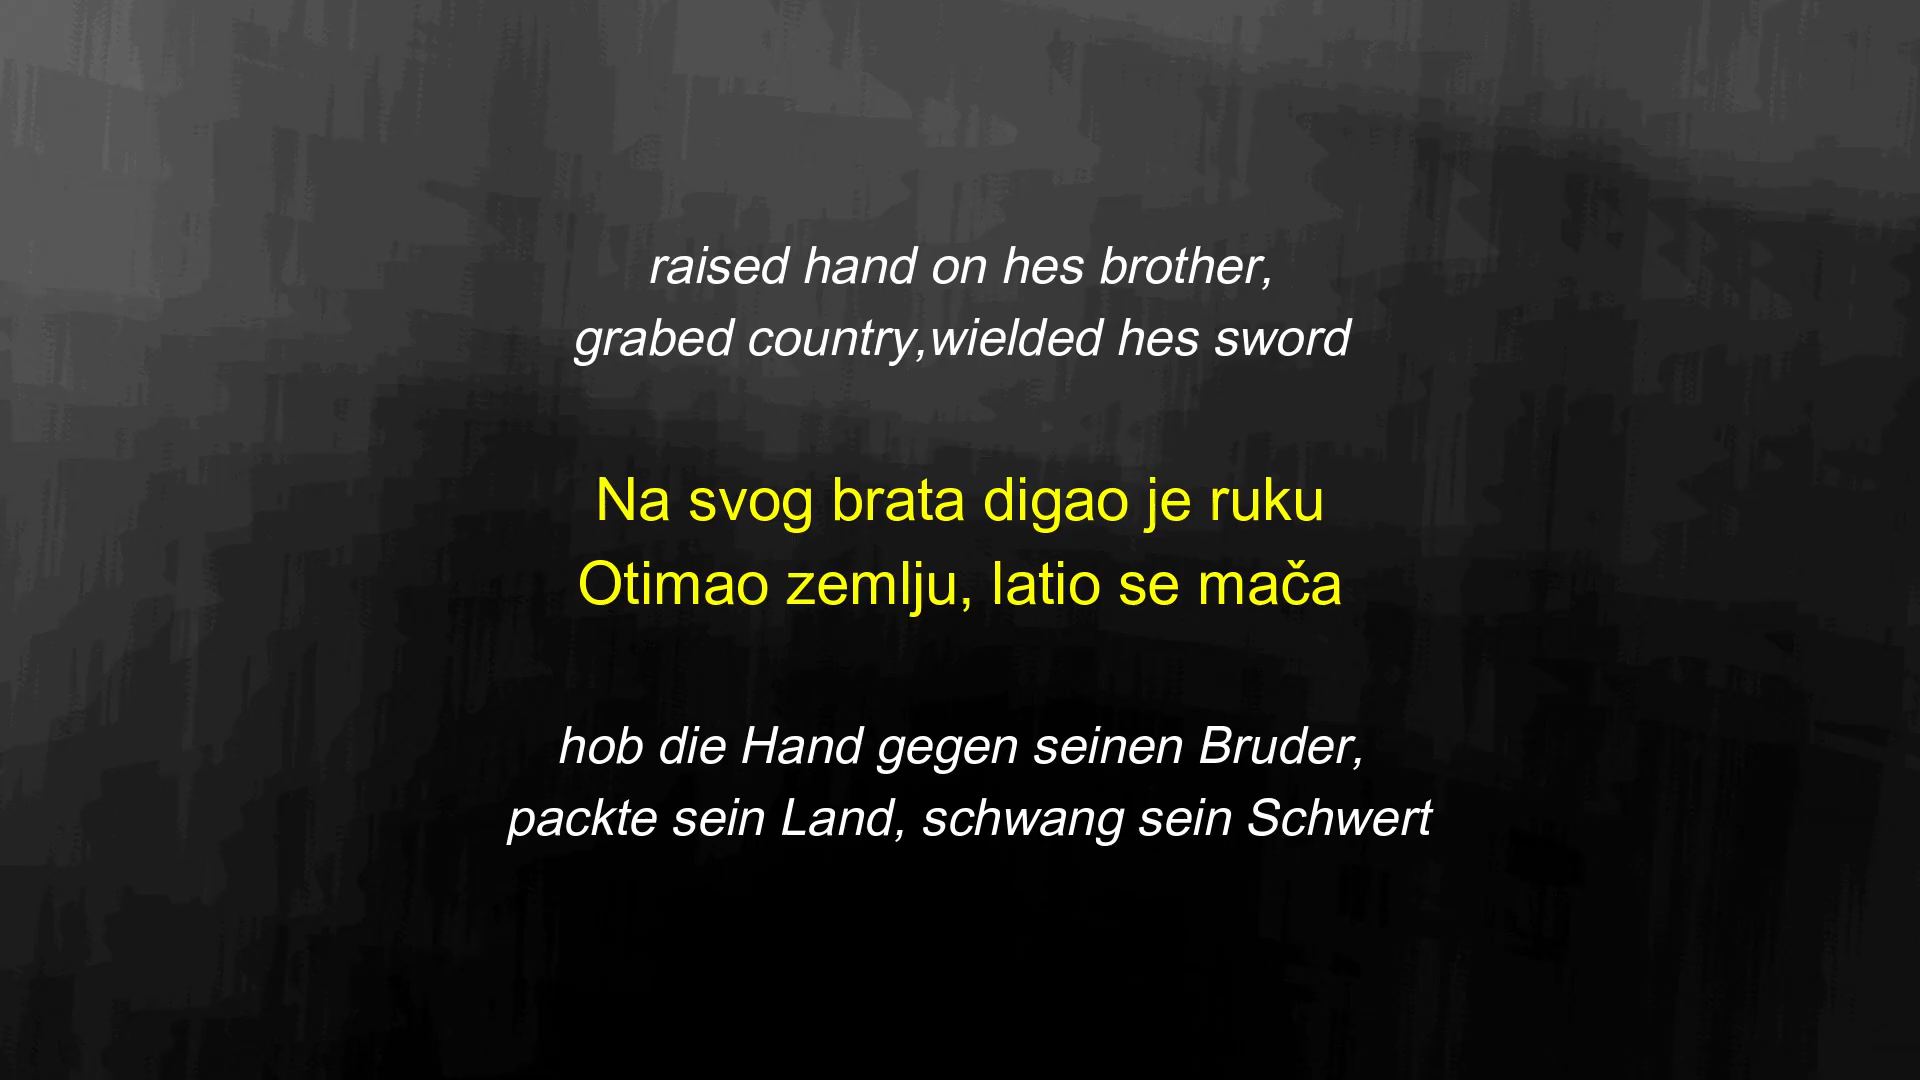 raised hand on hes brother,
grabed country,wielded hes sword
Na svog brata digao je ruku
Otimao zemlju, latio se mača
hob die Hand gegen seinen Bruder,
packte sein Land, schwang sein Schwert